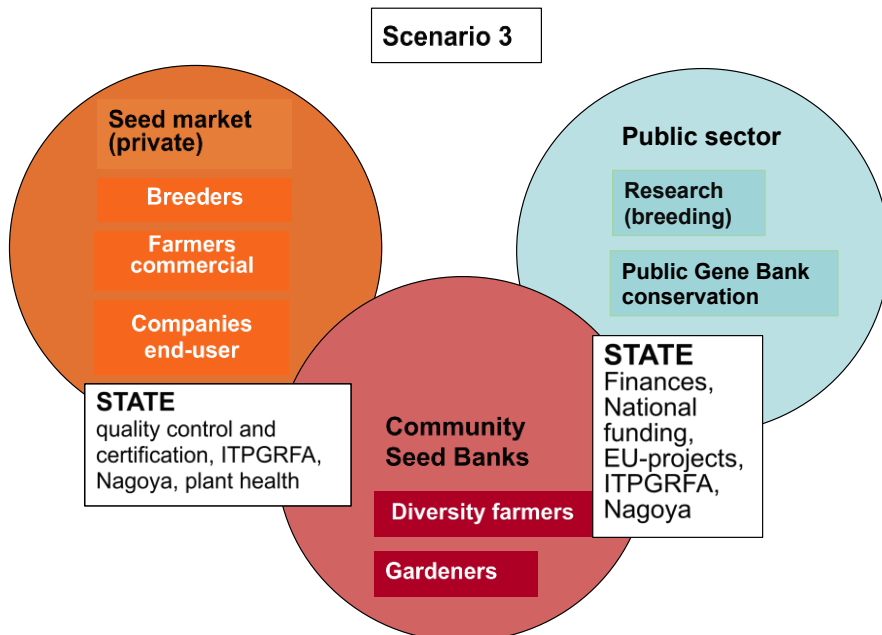 Scenario 3
Seed market
(private)
Breeders
Farmers
commercial
Companies
end-user
STATE
quality control and
certification, ITPGRFA,
Nagoya, plant health
Public sector
Research
(breeding)
Public Gene Bank
conservation
STATE
Finances,
National
funding,
EU-projects,
ITPGRFA,
Nagoya
Community
Seed Banks
Diversity farmers
Gardeners